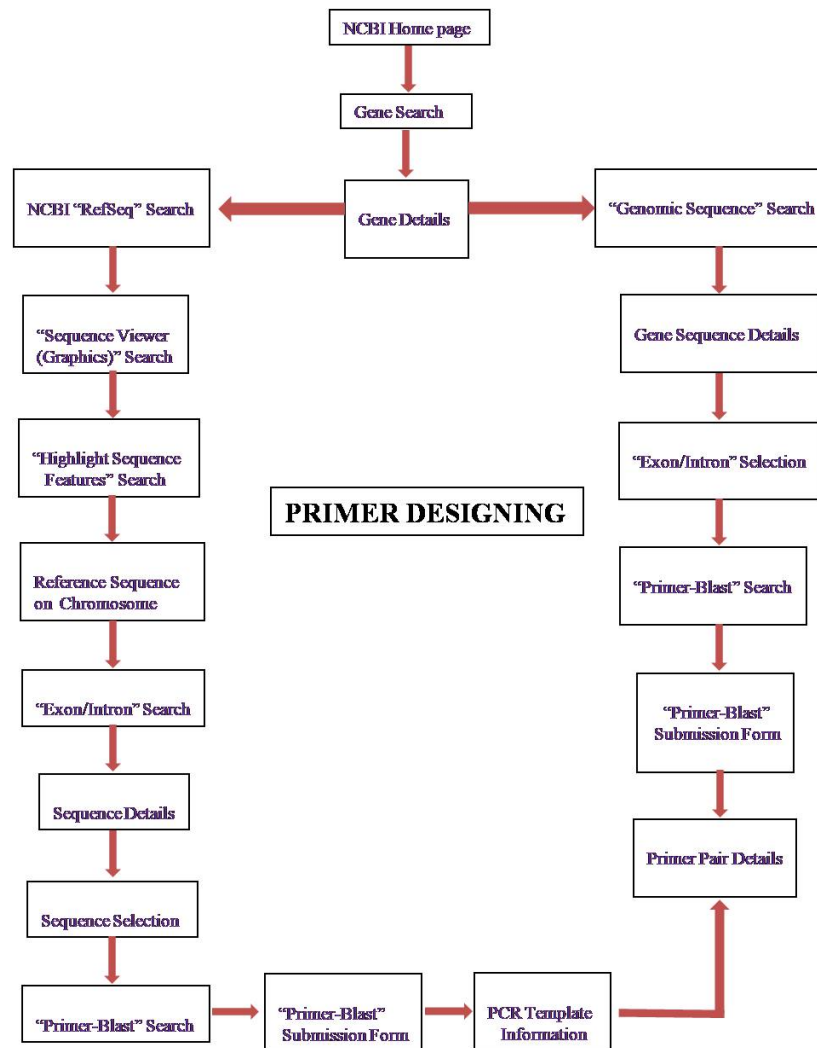 NCBI Home page
Gene Search
Gene Details
NCBI “RefSeq” Search
“Sequence Viewer
(Graphics)” Search
“Highlight Sequence
Features” Search
Reference Sequence
on Chromosome
“Exon/Intron” Search
Sequence Details
Sequence Selection
“Primer-Blast” Search
“Primer-Blast”
Submission Form
PCR Template
Information
PRIMER DESIGNING
“Genomic Sequence” Search
Gene Sequence Details
“Exon/Intron” Selection
“Primer-Blast” Search
“Primer-Blast”
Submission Form
Primer Pair Details